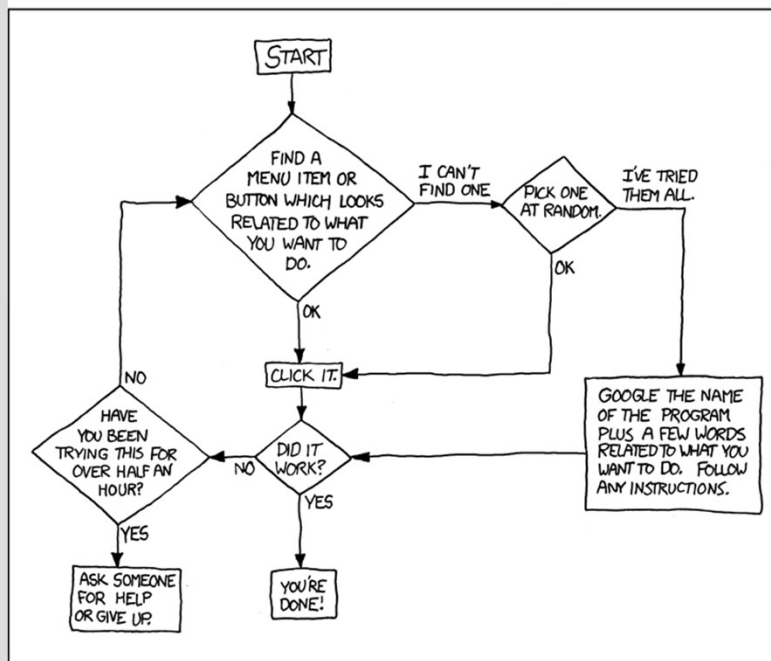 START
FIND A
MENU ITEM OR
BUTTON WHICH LOOKS
RELATED TO WHAT
YOU WANT TO
DO.
I CAN'T
FIND ONE
PICK ONE
AT RANDOM.
I'VE TRIED
THEM ALL.
OK
OK
CLICK IT.
NO
GOOGLE THE NAME
OF THE PROGRAM
PLUS A FEW WORDS
RELATED TO WHAT YOU
WANT TO DO. FOLLOW
ANY INSTRUCTIONS.
HAVE
YOU BEEN
TRYING THIS FOR
OVER HALF AN
HOUR?
NO
DID IT
WORK?
YES
YES
ASK SOMEONE
FOR HELP
OR GIVE UP.
YOU'RE
DONE!